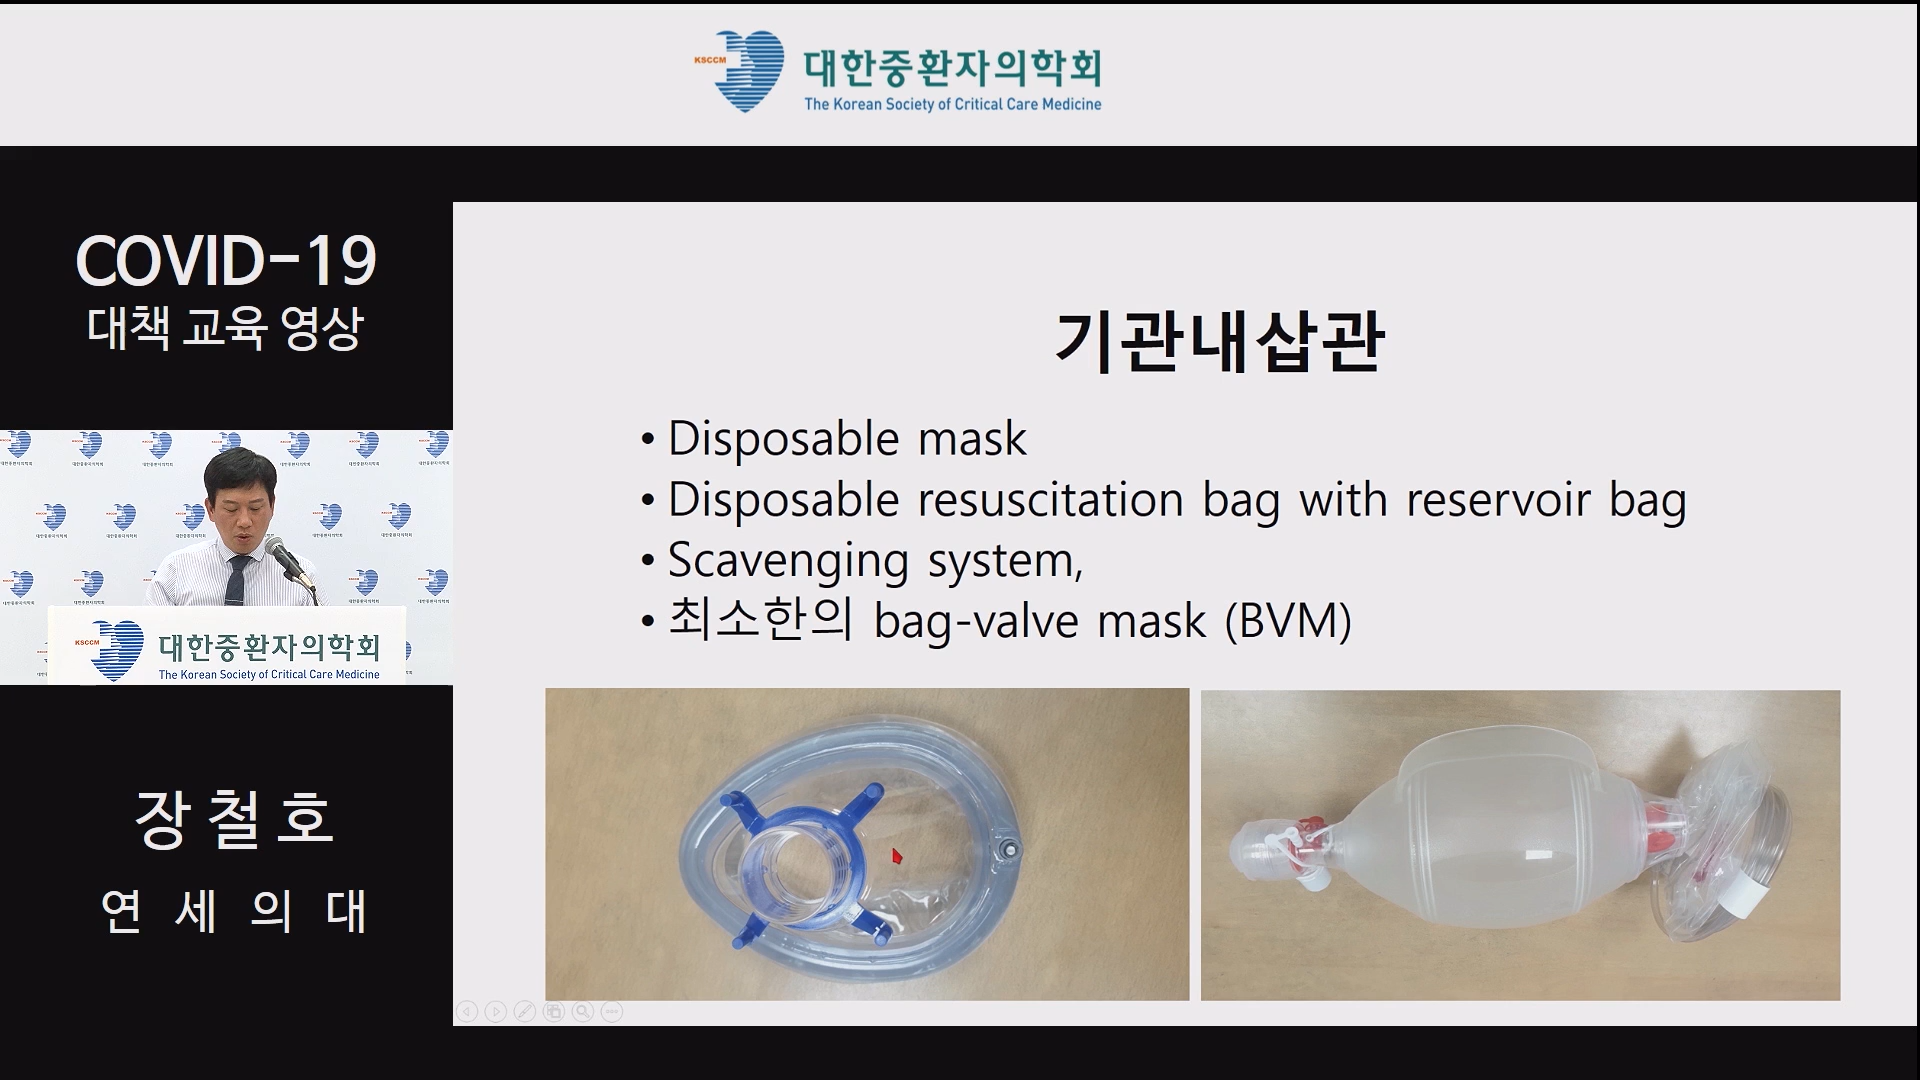 KSCCM
대한중환자의학회
The Korean Society of Critical Care Medicine
COVID-19
대책 교육 영상
기관내삽관
• Disposable mask
• Disposable resuscitation bag with reservoir bag
• Scavenging system,
• 최소한의 bag-valve mask (BVM)
KSCCM
대한중환자의학회
The Korean Society of Critical Care Medicine
장철호
연세의대